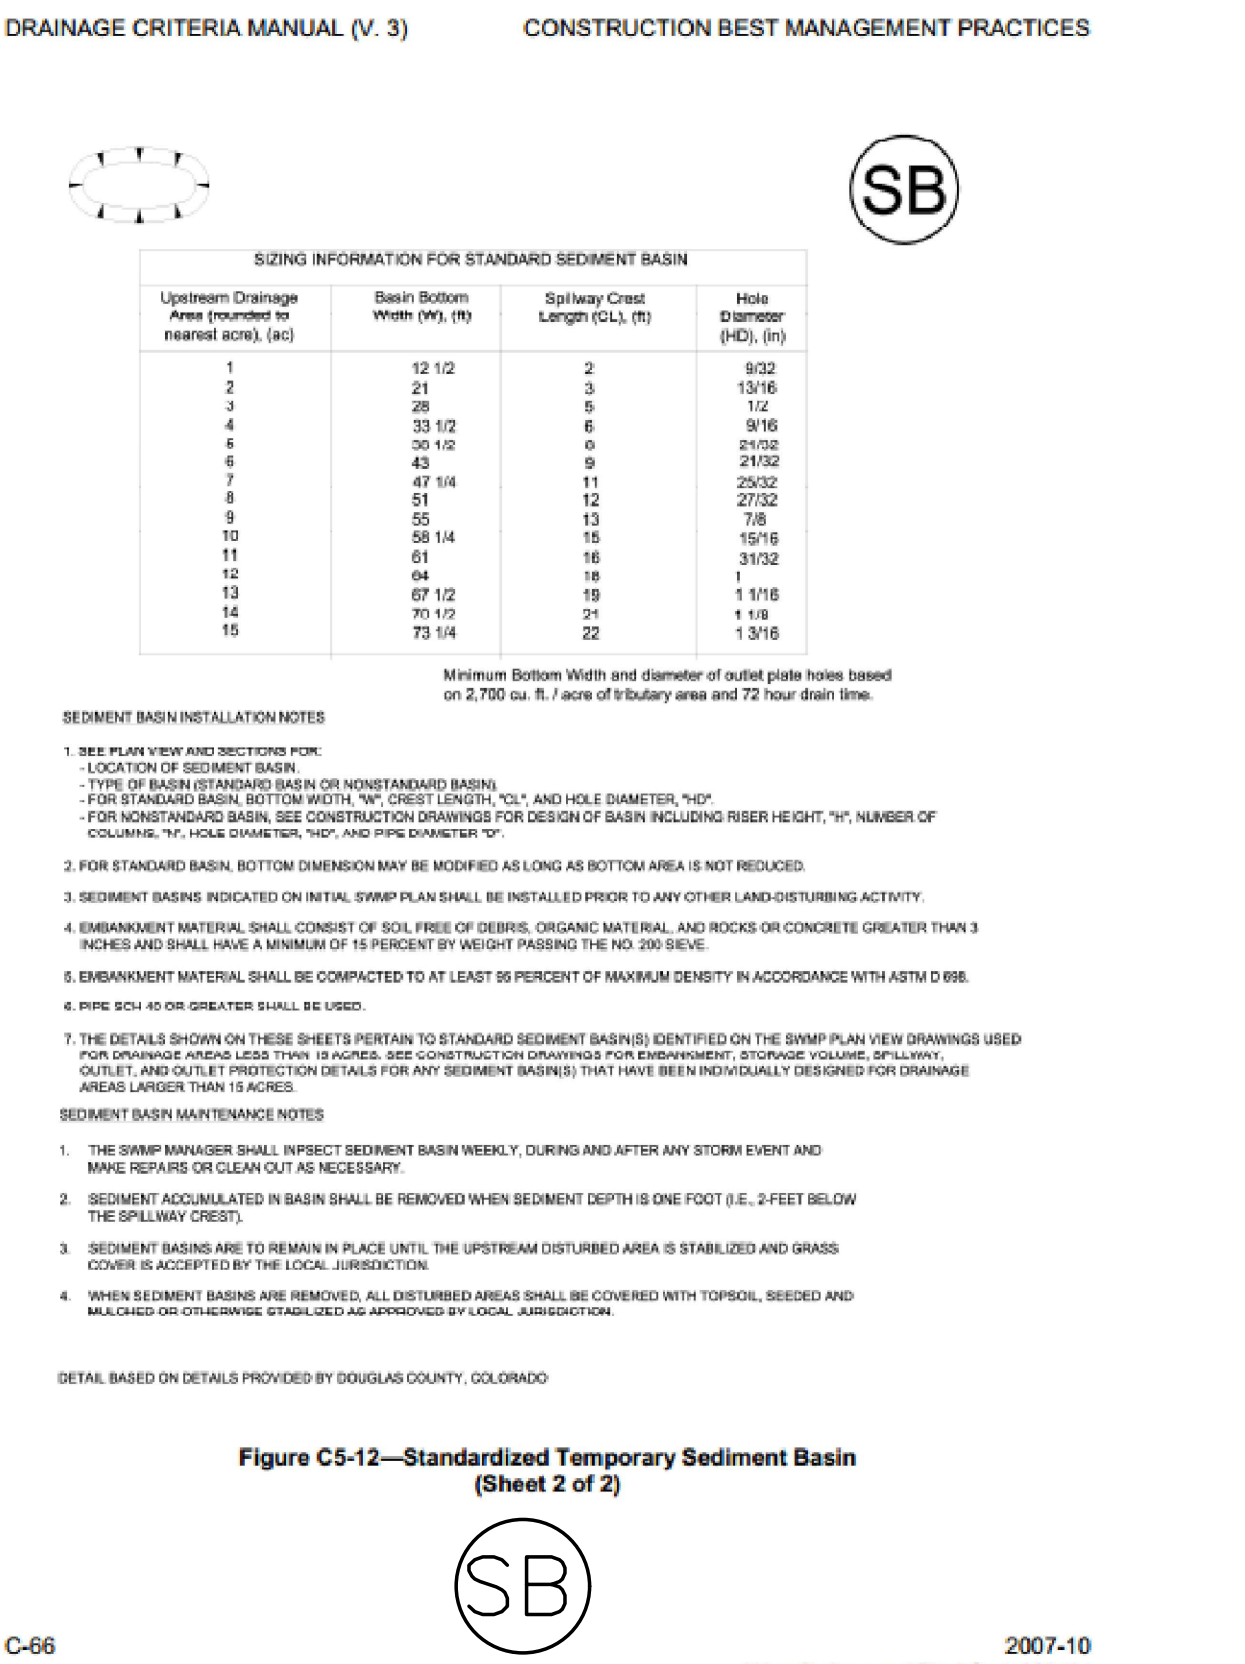 DRAINAGE CRITERIA MANUAL (V. 3) CONSTRUCTION BEST MANAGEMENT PRACTICES
SB
SIZING INFORMATION FOR STANDARD SEDIMENT BASIN
Upstream Drainage Area (rounded to nearest acre), (ac) Basin Bottom Width (W), (ft) Spillway Crest Length (CL), (ft) Hole Diameter (HD), (in)
1 12 1/2 2 9/32
2 21 3 13/16
3 28 5 1/2
4 33 1/2 6 9/16
5 38 1/2 8 21/32
6 43 9 21/32
7 47 1/4 11 25/32
8 51 12 27/32
9 55 13 7/8
10 58 1/4 15 15/16
11 61 16 31/32
12 64 18 1
13 67 1/2 19 1 1/16
14 70 1/2 21 1 1/8
15 73 1/4 22 1 3/16
Minimum Bottom Width and diameter of outlet plate holes based
on 2,700 cu. ft. / acre of tributary area and 72 hour drain time.
SEDIMENT BASIN INSTALLATION NOTES
1. SEE PLAN VIEW AND SECTIONS FOR:
- LOCATION OF SEDIMENT BASIN.
- TYPE OF BASIN (STANDARD BASIN OR NONSTANDARD BASIN).
- FOR STANDARD BASIN, BOTTOM WIDTH, "W", CREST LENGTH, "CL", AND HOLE DIAMETER, "HD".
- FOR NONSTANDARD BASIN, SEE CONSTRUCTION DRAWINGS FOR DESIGN OF BASIN INCLUDING RISER HEIGHT, "H", NUMBER OF
COLUMNS, "N", HOLE DIAMETER, "HD", AND PIPE DIAMETER "D".
2. FOR STANDARD BASIN, BOTTOM DIMENSION MAY BE MODIFIED AS LONG AS BOTTOM AREA IS NOT REDUCED.
3. SEDIMENT BASINS INDICATED ON INITIAL SWMP PLAN SHALL BE INSTALLED PRIOR TO ANY OTHER LAND-DISTURBING ACTIVITY.
4. EMBANKMENT MATERIAL SHALL CONSIST OF SOIL FREE OF DEBRIS, ORGANIC MATERIAL, AND ROCKS OR CONCRETE GREATER THAN 3
INCHES AND SHALL HAVE A MINIMUM OF 15 PERCENT BY WEIGHT PASSING THE NO. 200 SIEVE.
5. EMBANKMENT MATERIAL SHALL BE COMPACTED TO AT LEAST 95 PERCENT OF MAXIMUM DENSITY IN ACCORDANCE WITH ASTM D 698.
6. PIPE SCH 40 OR GREATER SHALL BE USED.
7. THE DETAILS SHOWN ON THESE SHEETS PERTAIN TO STANDARD SEDIMENT BASIN(S) IDENTIFIED ON THE SWMP PLAN VIEW DRAWINGS USED
FOR DRAINAGE AREAS LESS THAN 15 ACRES. SEE CONSTRUCTION DRAWINGS FOR EMBANKMENT, STORAGE VOLUME, SPILLWAY,
OUTLET, AND OUTLET PROTECTION DETAILS FOR ANY SEDIMENT BASIN(S) THAT HAVE BEEN INDIVIDUALLY DESIGNED FOR DRAINAGE
AREAS LARGER THAN 15 ACRES.
SEDIMENT BASIN MAINTENANCE NOTES
1. THE SWMP MANAGER SHALL INPSECT SEDIMENT BASIN WEEKLY, DURING AND AFTER ANY STORM EVENT AND
MAKE REPAIRS OR CLEAN OUT AS NECESSARY.
2. SEDIMENT ACCUMULATED IN BASIN SHALL BE REMOVED WHEN SEDIMENT DEPTH IS ONE FOOT (I.E., 2-FEET BELOW
THE SPILLWAY CREST).
3. SEDIMENT BASINS ARE TO REMAIN IN PLACE UNTIL THE UPSTREAM DISTURBED AREA IS STABILIZED AND GRASS
COVER IS ACCEPTED BY THE LOCAL JURISDICTION.
4. WHEN SEDIMENT BASINS ARE REMOVED, ALL DISTURBED AREAS SHALL BE COVERED WITH TOPSOIL, SEEDED AND
MULCHED OR OTHERWISE STABILIZED AS APPROVED BY LOCAL JURISDICTION.
DETAIL BASED ON DETAILS PROVIDED BY DOUGLAS COUNTY, COLORADO
Figure C5-12—Standardized Temporary Sediment Basin
(Sheet 2 of 2)
SB
C-66 2007-10